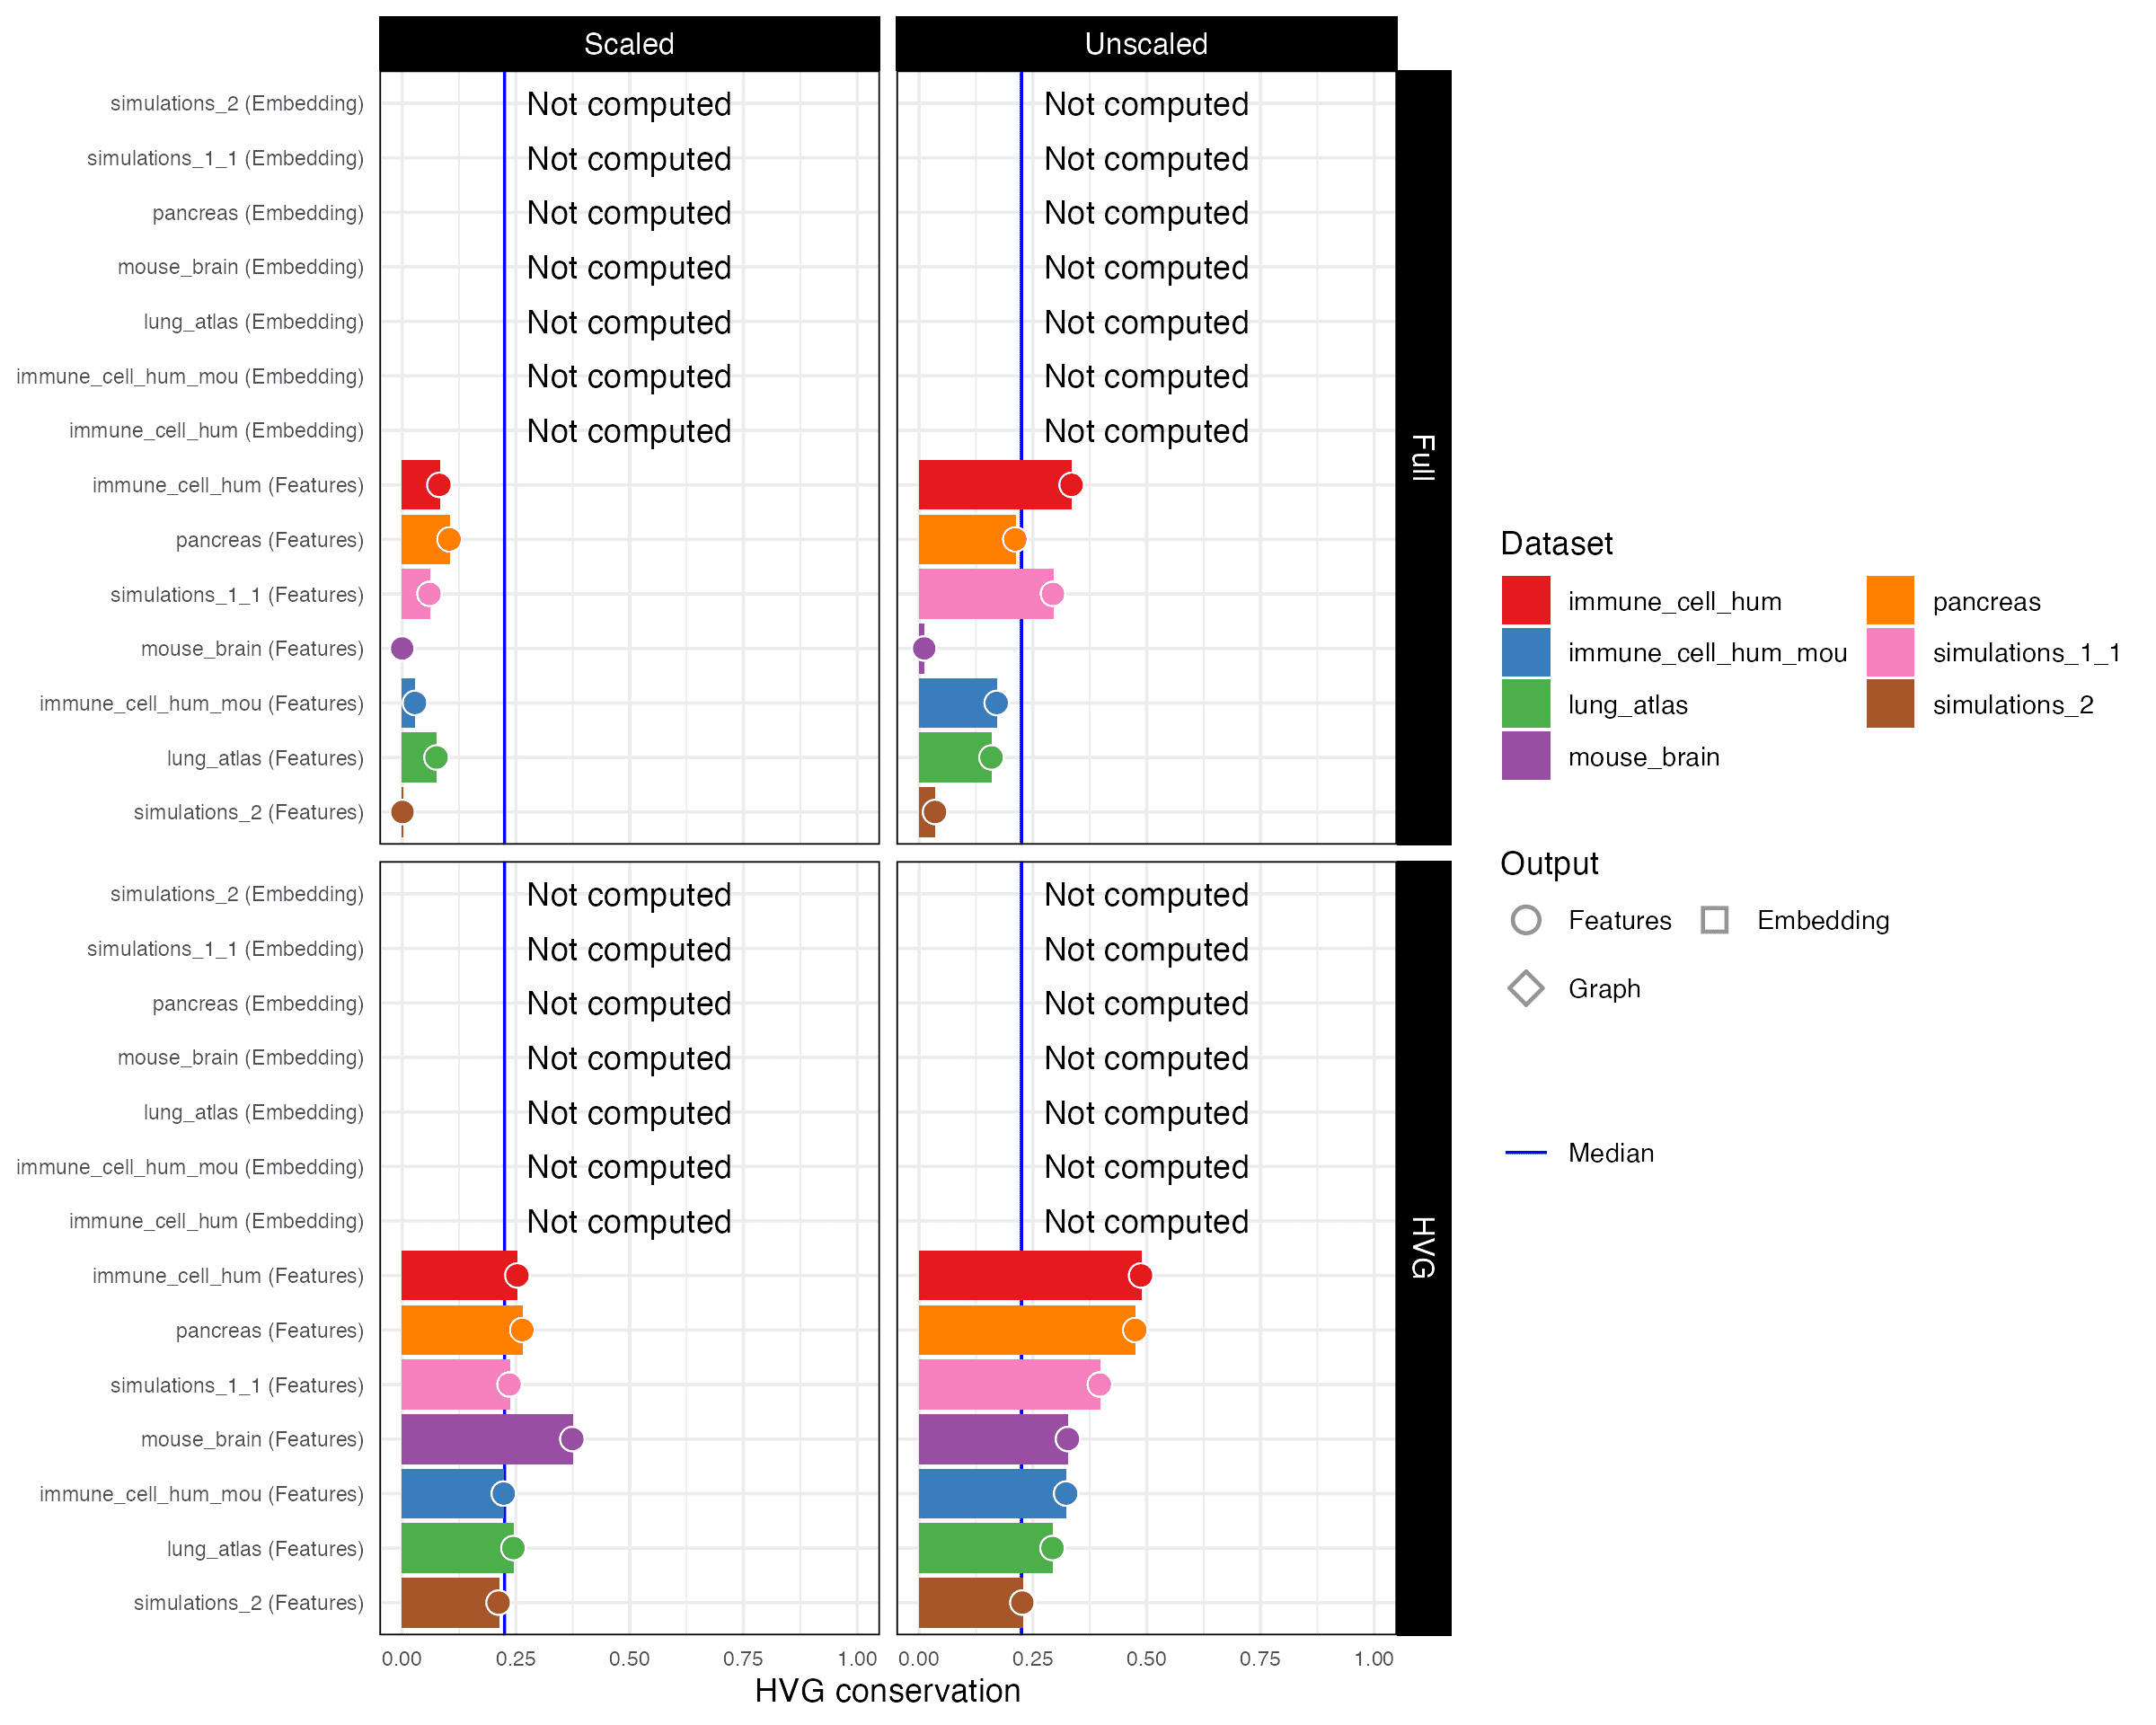 Scaled
Unscaled
simulations_2 (Embedding) Not computed Not computed
simulations_1_1 (Embedding) Not computed Not computed
pancreas (Embedding) Not computed Not computed
mouse_brain (Embedding) Not computed Not computed
lung_atlas (Embedding) Not computed Not computed
immune_cell_hum_mou (Embedding) Not computed Not computed
immune_cell_hum (Embedding) Not computed Not computed
immune_cell_hum (Features)
pancreas (Features)
simulations_1_1 (Features)
mouse_brain (Features)
immune_cell_hum_mou (Features)
lung_atlas (Features)
simulations_2 (Features)
Full
simulations_2 (Embedding) Not computed Not computed
simulations_1_1 (Embedding) Not computed Not computed
pancreas (Embedding) Not computed Not computed
mouse_brain (Embedding) Not computed Not computed
lung_atlas (Embedding) Not computed Not computed
immune_cell_hum_mou (Embedding) Not computed Not computed
immune_cell_hum (Embedding) Not computed Not computed
immune_cell_hum (Features)
pancreas (Features)
simulations_1_1 (Features)
mouse_brain (Features)
immune_cell_hum_mou (Features)
lung_atlas (Features)
simulations_2 (Features)
HVG
0.00 0.25 0.50 0.75 1.00 0.00 0.25 0.50 0.75 1.00
HVG conservation
Dataset
immune_cell_hum pancreas
immune_cell_hum_mou simulations_1_1
lung_atlas simulations_2
mouse_brain
Output
Features Embedding
Graph
Median